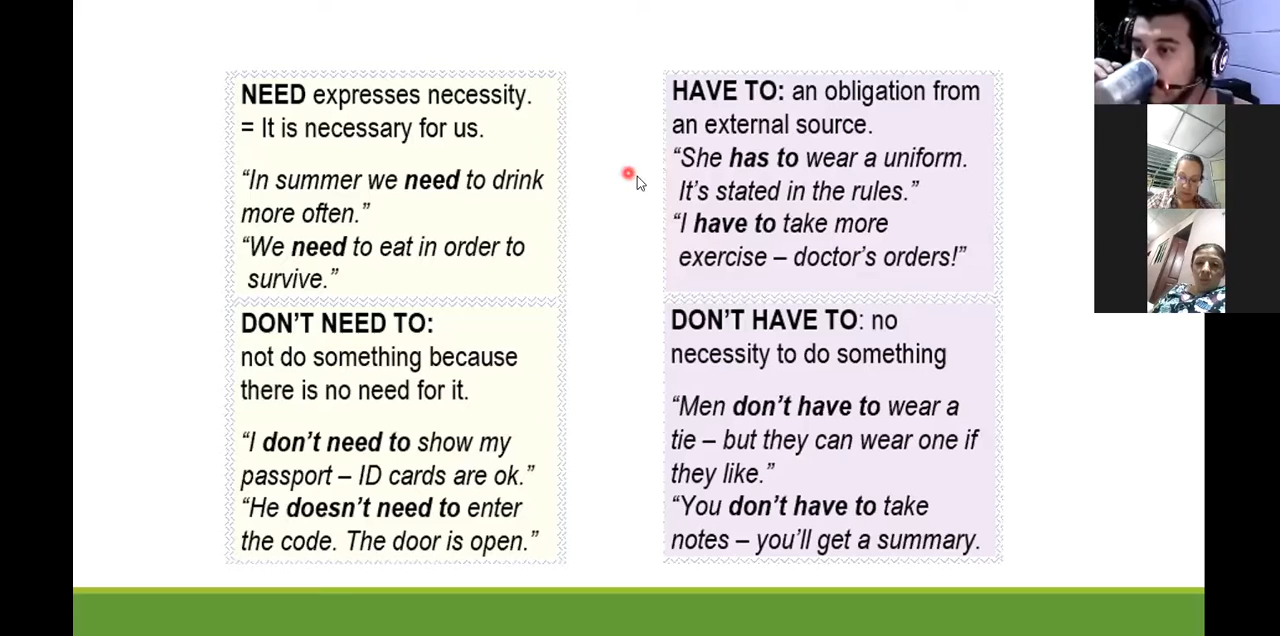 NEED expresses necessity.
= It is necessary for us.
“In summer we need to drink
more often.”
“We need to eat in order to
survive.”
DON’T NEED TO:
not do something because
there is no need for it.
“I don’t need to show my
passport – ID cards are ok.”
“He doesn’t need to enter
the code. The door is open.”
HAVE TO: an obligation from
an external source.
“She has to wear a uniform.
It’s stated in the rules.”
“I have to take more
exercise – doctor’s orders!”
DON’T HAVE TO: no
necessity to do something
“Men don’t have to wear a
tie – but they can wear one if
they like.”
“You don’t have to take
notes – you’ll get a summary.